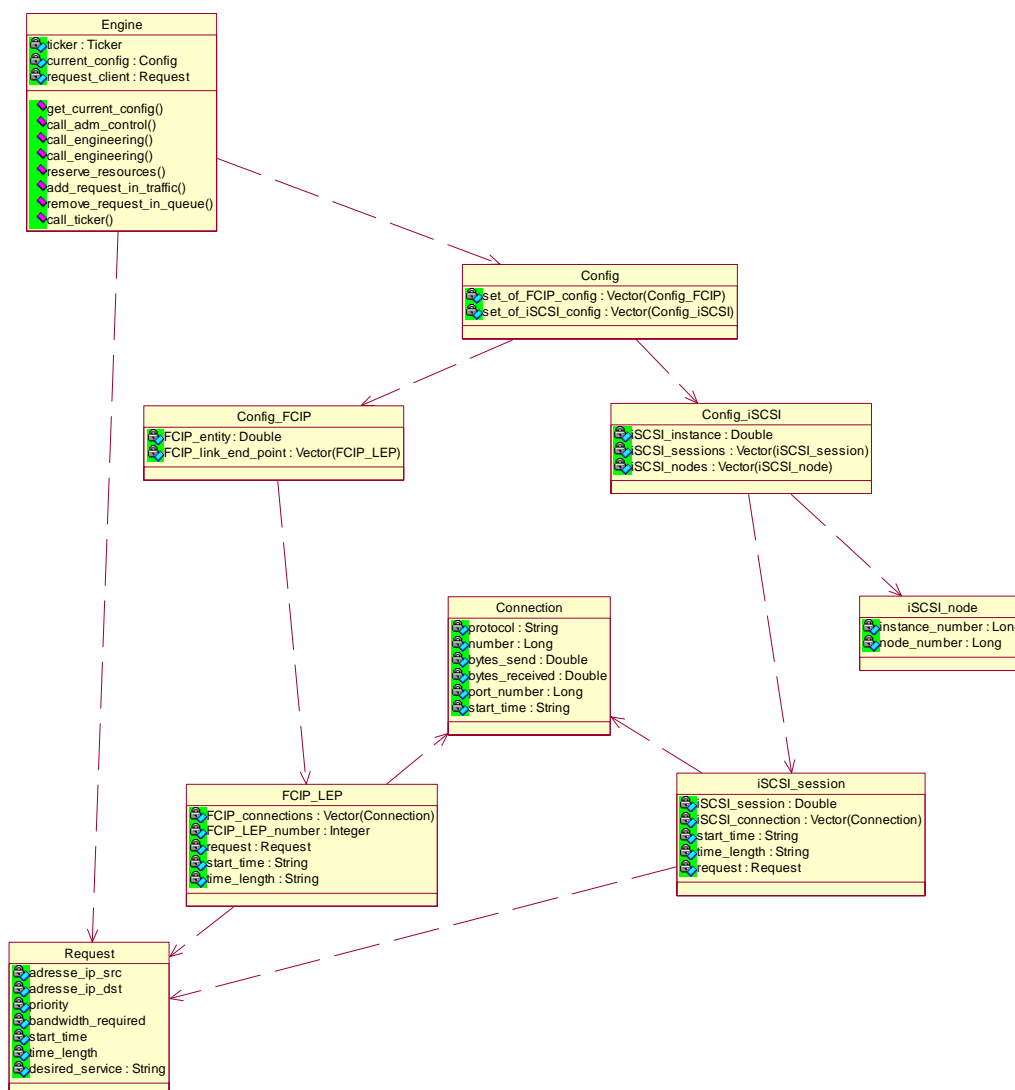 Engine
ticker : Ticker
current_config : Config
request_client : Request
get_current_config()
call_adm_control()
call_engineering()
call_engineering()
reserve_resources()
add_request_in_traffic()
remove_request_in_queue()
call_ticker()
Config
set_of_FCIP_config : Vector(Config_FCIP)
set_of_iSCSI_config : Vector(Config_iSCSI)
Config_FCIP
FCIP_entity : Double
FCIP_link_end_point : Vector(FCIP_LEP)
Config_iSCSI
iSCSI_instance : Double
iSCSI_sessions : Vector(iSCSI_session)
iSCSI_nodes : Vector(iSCSI_node)
Connection
protocol : String
number : Long
bytes_send : Double
bytes_received : Double
port_number : Long
start_time : String
iSCSI_node
instance_number : Long
node_number : Long
FCIP_LEP
FCIP_connections : Vector(Connection)
FCIP_LEP_number : Integer
request : Request
start_time : String
time_length : String
iSCSI_session
iSCSI_session : Double
iSCSI_connection : Vector(Connection)
start_time : String
time_length : String
request : Request
Request
adresse_ip_src
adresse_ip_dst
priority
bandwidth_required
start_time
time_length
desired_service : String